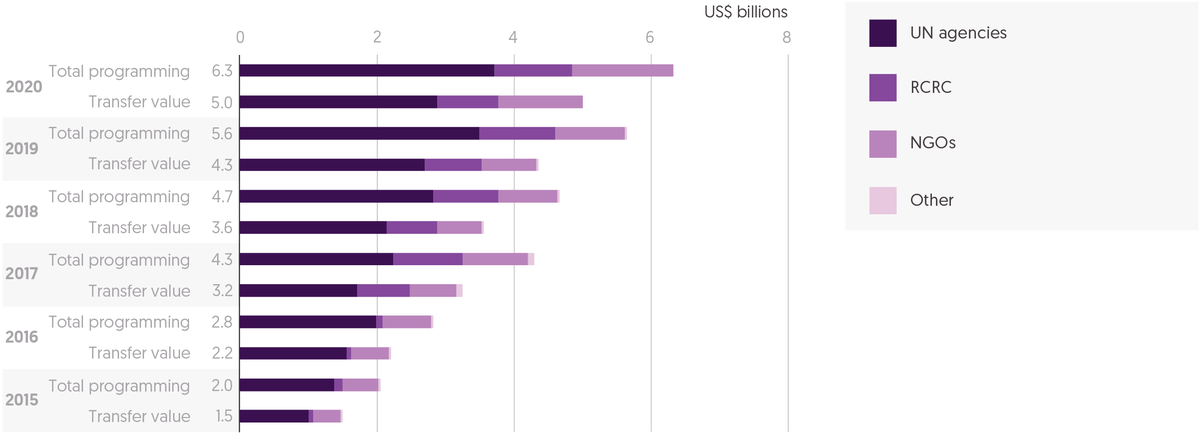 US$ billions
0 2 4 6 8
2020
Total programming 6.3
Transfer value 5.0
2019
Total programming 5.6
Transfer value 4.3
2018
Total programming 4.7
Transfer value 3.6
2017
Total programming 4.3
Transfer value 3.2
2016
Total programming 2.8
Transfer value 2.2
2015
Total programming 2.0
Transfer value 1.5
UN agencies
RCRC
NGOs
Other